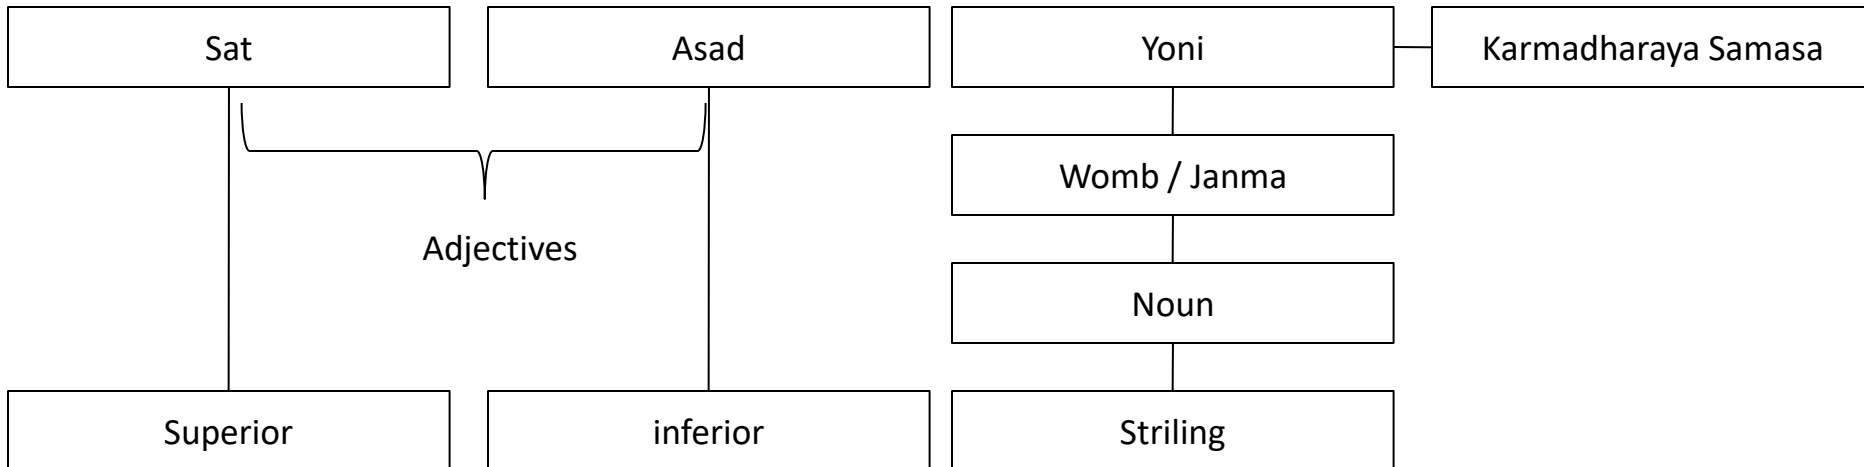 Sat
Asad
Yoni
Karmadharaya Samasa
Womb / Janma
Adjectives
Noun
Superior
inferior
Striling